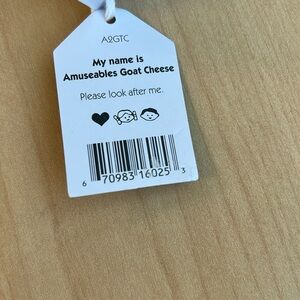 A2GTC
My name is
Amuseables Goat Cheese
Please look after me.
6 70983 16025 3